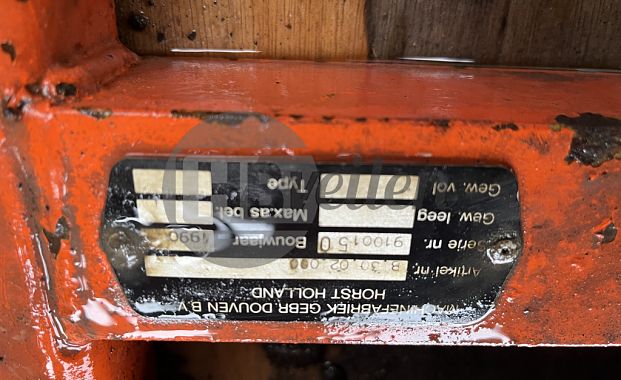 MACHINEFABRIEK GEBR. DOUVEN B.V.
HORST HOLLAND
Artikel-nr. B.30.02.000
Serie nr. 9100150 Bouwjaar 1990
Gew. leeg Max.as bel.
Gew. vol Type